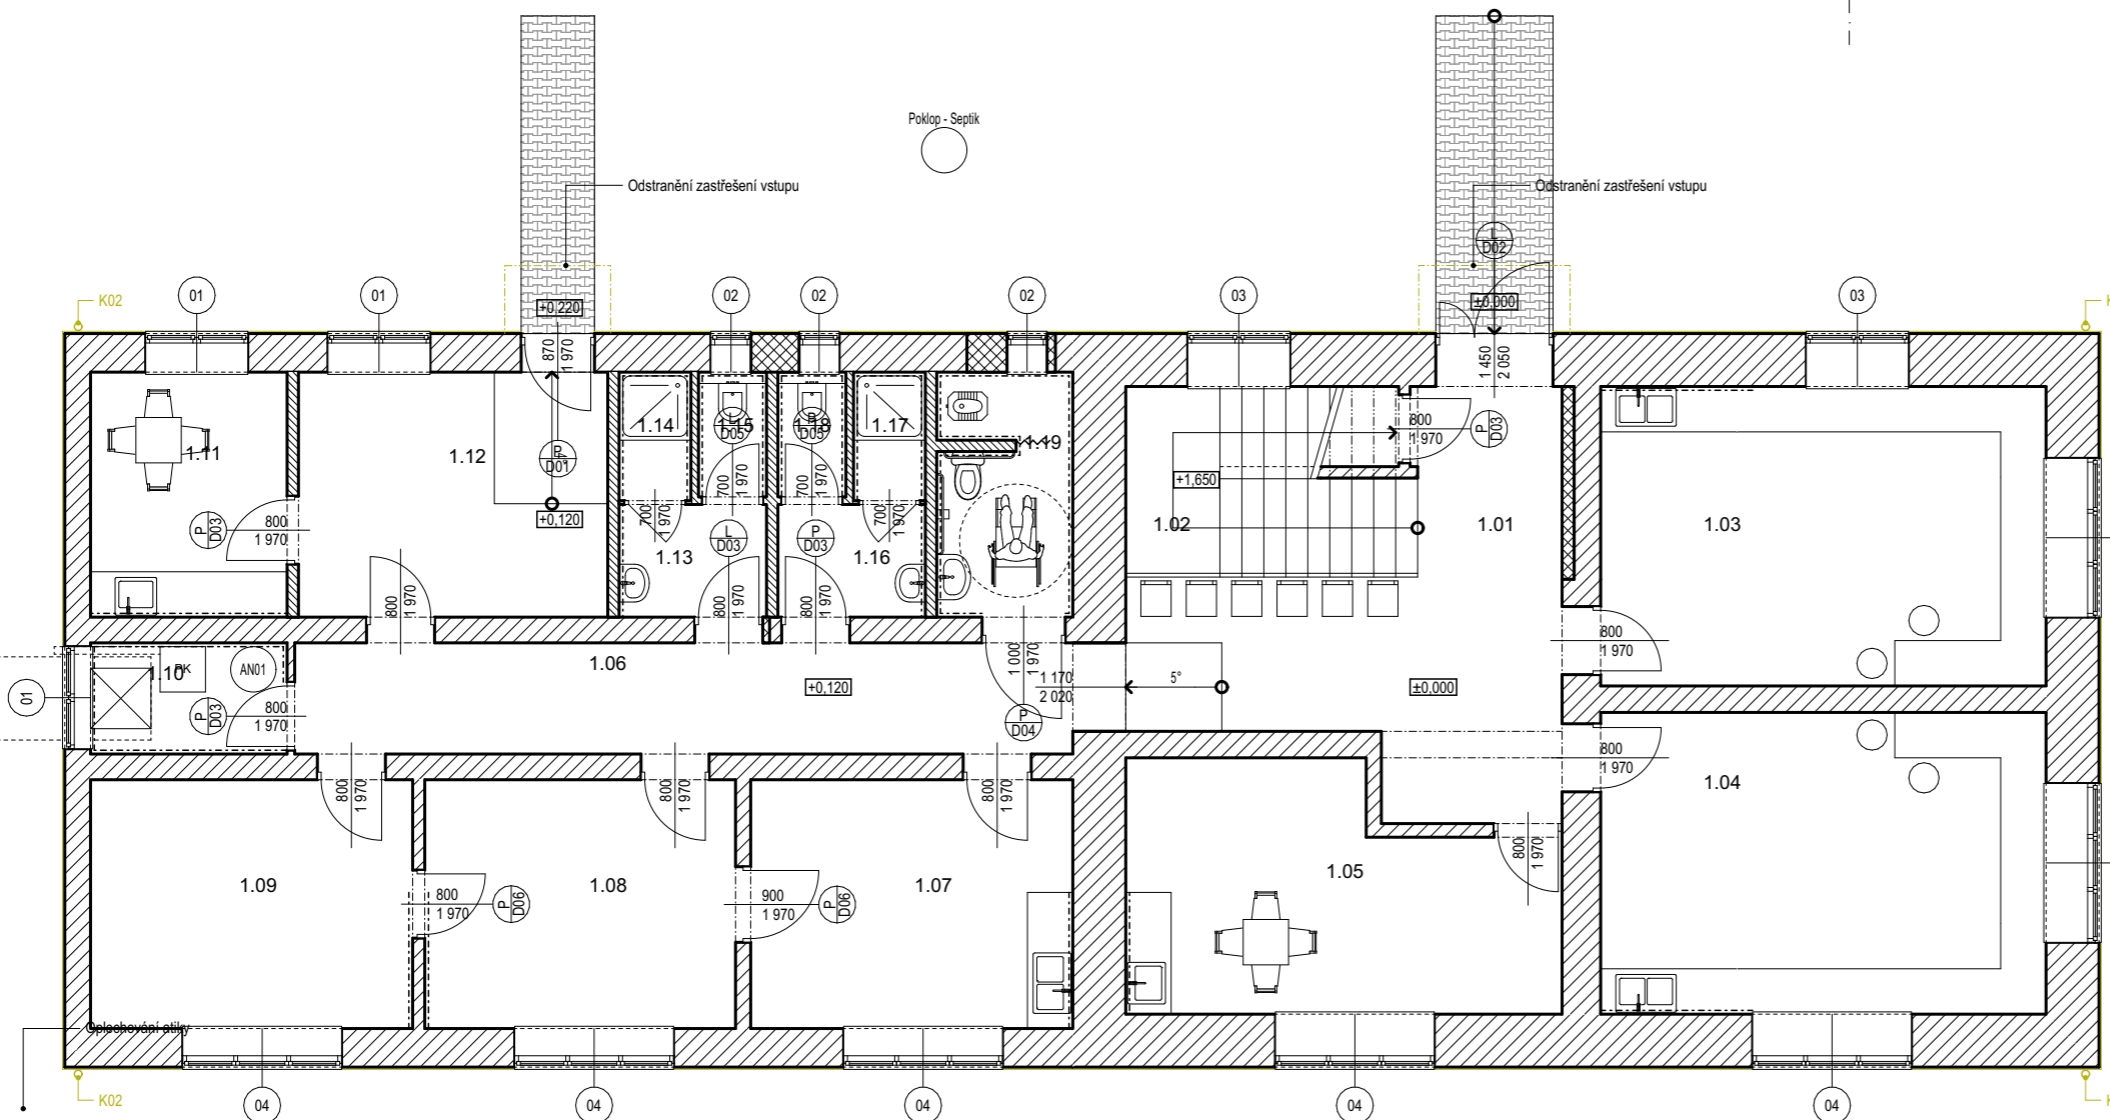 Poklop - Septik
Odstranění zastřešení vstupu
Odstranění zastřešení vstupu
L
D02
K02
01
01
+0,220
02
02
02
03
±0,000
03
K
870
1 970
1 450
2 050
1.11
1.12
P
D01
1.14
1.15
D05
1.18
D05
1.17
1.19
800
1 970
P
D03
+1,650
700
1 970
700
1 970
+0,120
P
D03
800
1 970
700
1 970
700
1 970
1.02
1.01
1.03
L
D03
P
D03
1.13
1.16
800
1 970
800
1 970
800
1 970
1.06
+0,120
1 000
1 970
1 170
2 020
5°
±0,000
800
1 970
1.10
AN01
01
P
D03
800
1 970
P
D04
800
1 970
800
1 970
800
1 970
800
1 970
1.04
1.09
1.08
1.07
1.05
800
1 970
800
1 970
P
D06
900
1 970
P
D06
Oplechování atiky
K02
04
04
04
04
04
K